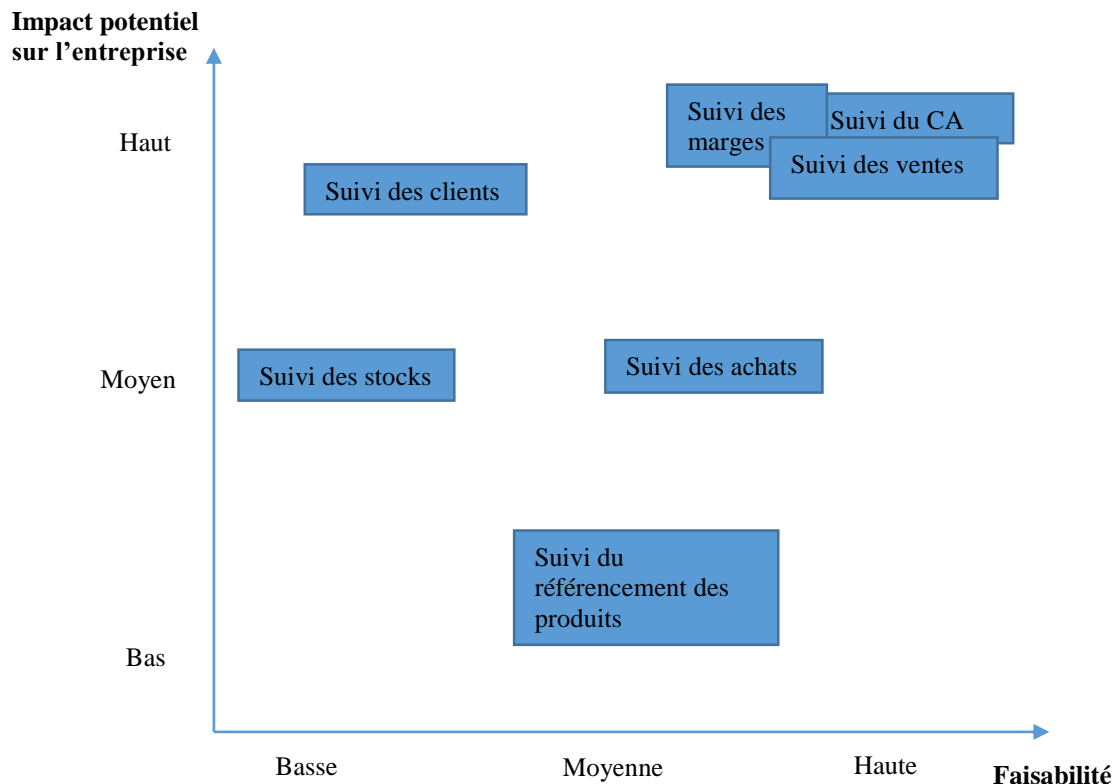 Impact potentiel
sur l’entreprise
Haut
Suivi des
marges
Suivi du CA
Suivi des ventes
Suivi des clients
Moyen
Suivi des stocks
Suivi des achats
Suivi du
référencement des
produits
Bas
Basse
Moyenne
Haute
Faisabilité